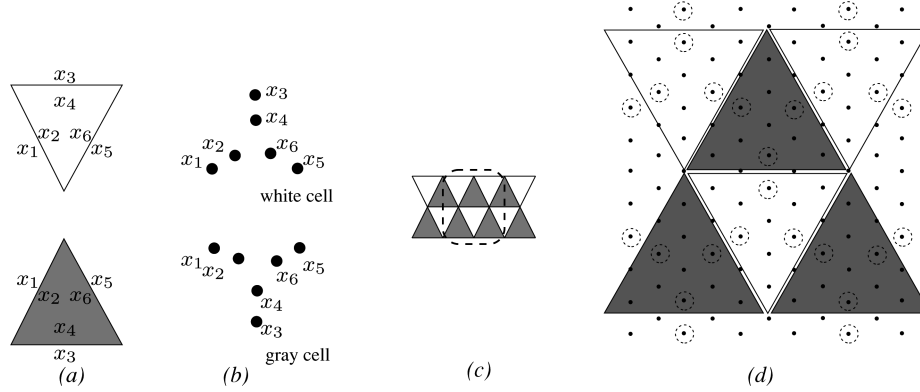 x₃
x₄
x₂ x₆
x₁ x₅
x₁ x₅
x₂ x₆
x₄
x₃
(a)
x₃
x₄
x₂ x₆
x₁ x₅
white cell
x₁ x₅
x₂ x₆
x₄
x₃
gray cell
(b)
(c)
(d)